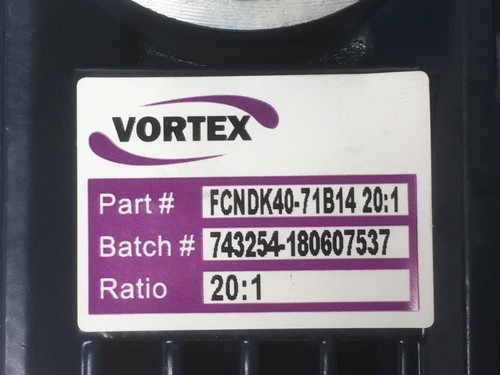 VORTEX
Part # FCNDK40-71B14 20:1
Batch # 743254-180607537
Ratio 20:1